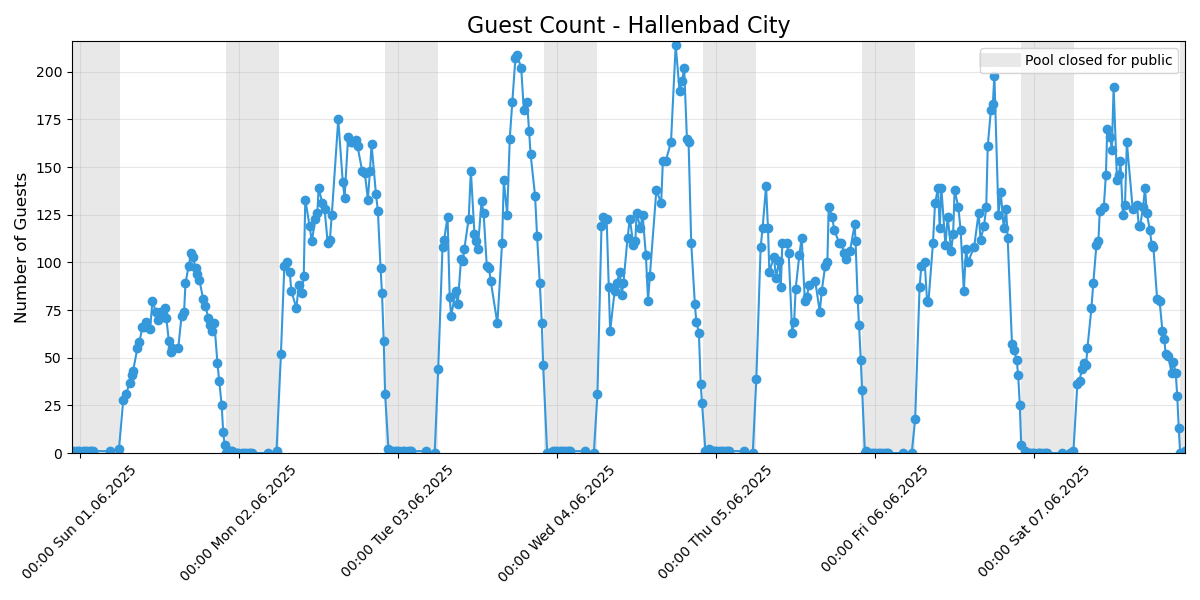 Guest Count - Hallenbad City
Pool closed for public
Number of Guests
200
175
150
125
100
75
50
25
0
00:00 Sun 01.06.2025
00:00 Mon 02.06.2025
00:00 Tue 03.06.2025
00:00 Wed 04.06.2025
00:00 Thu 05.06.2025
00:00 Fri 06.06.2025
00:00 Sat 07.06.2025